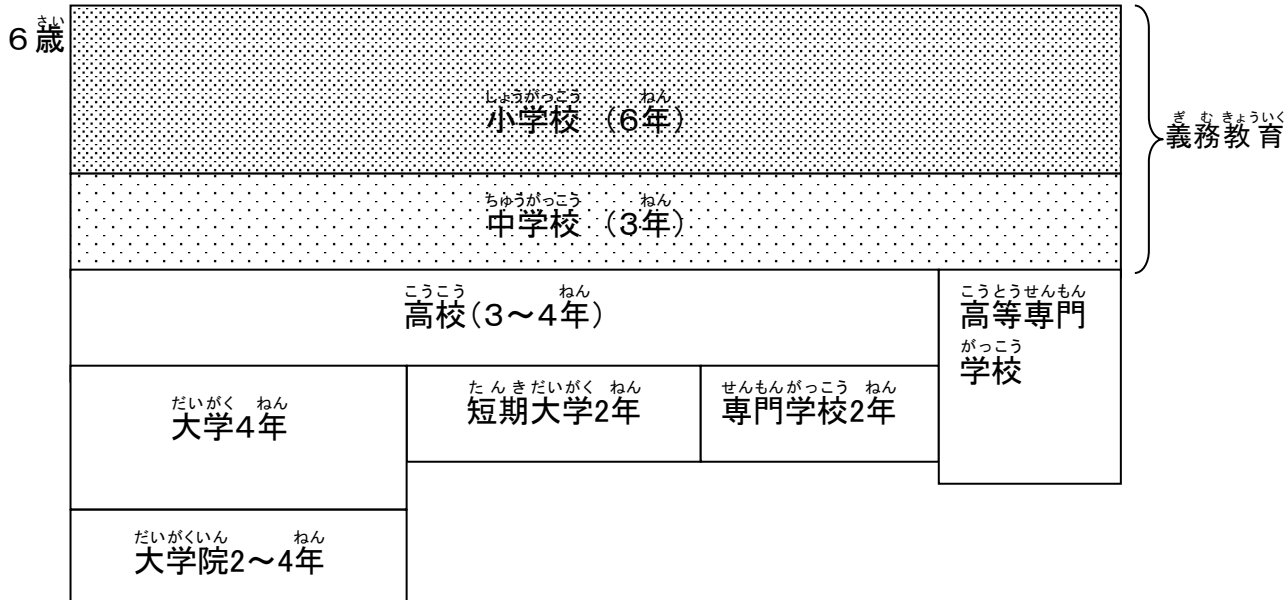 さい
6歳
しょうがっこう ねん
小学校 (6年)
ぎむきょういく
義務教育
ちゅうがっこう ねん
中学校 (3年)
こうこう ねん
高校(3～4年)
こうとうせんもん
高等専門
がっこう
学校
だいがく ねん
大学4年
たんきだいがく ねん
短期大学2年
せんもんがっこう ねん
専門学校2年
だいがくいん ねん
大学院2～4年